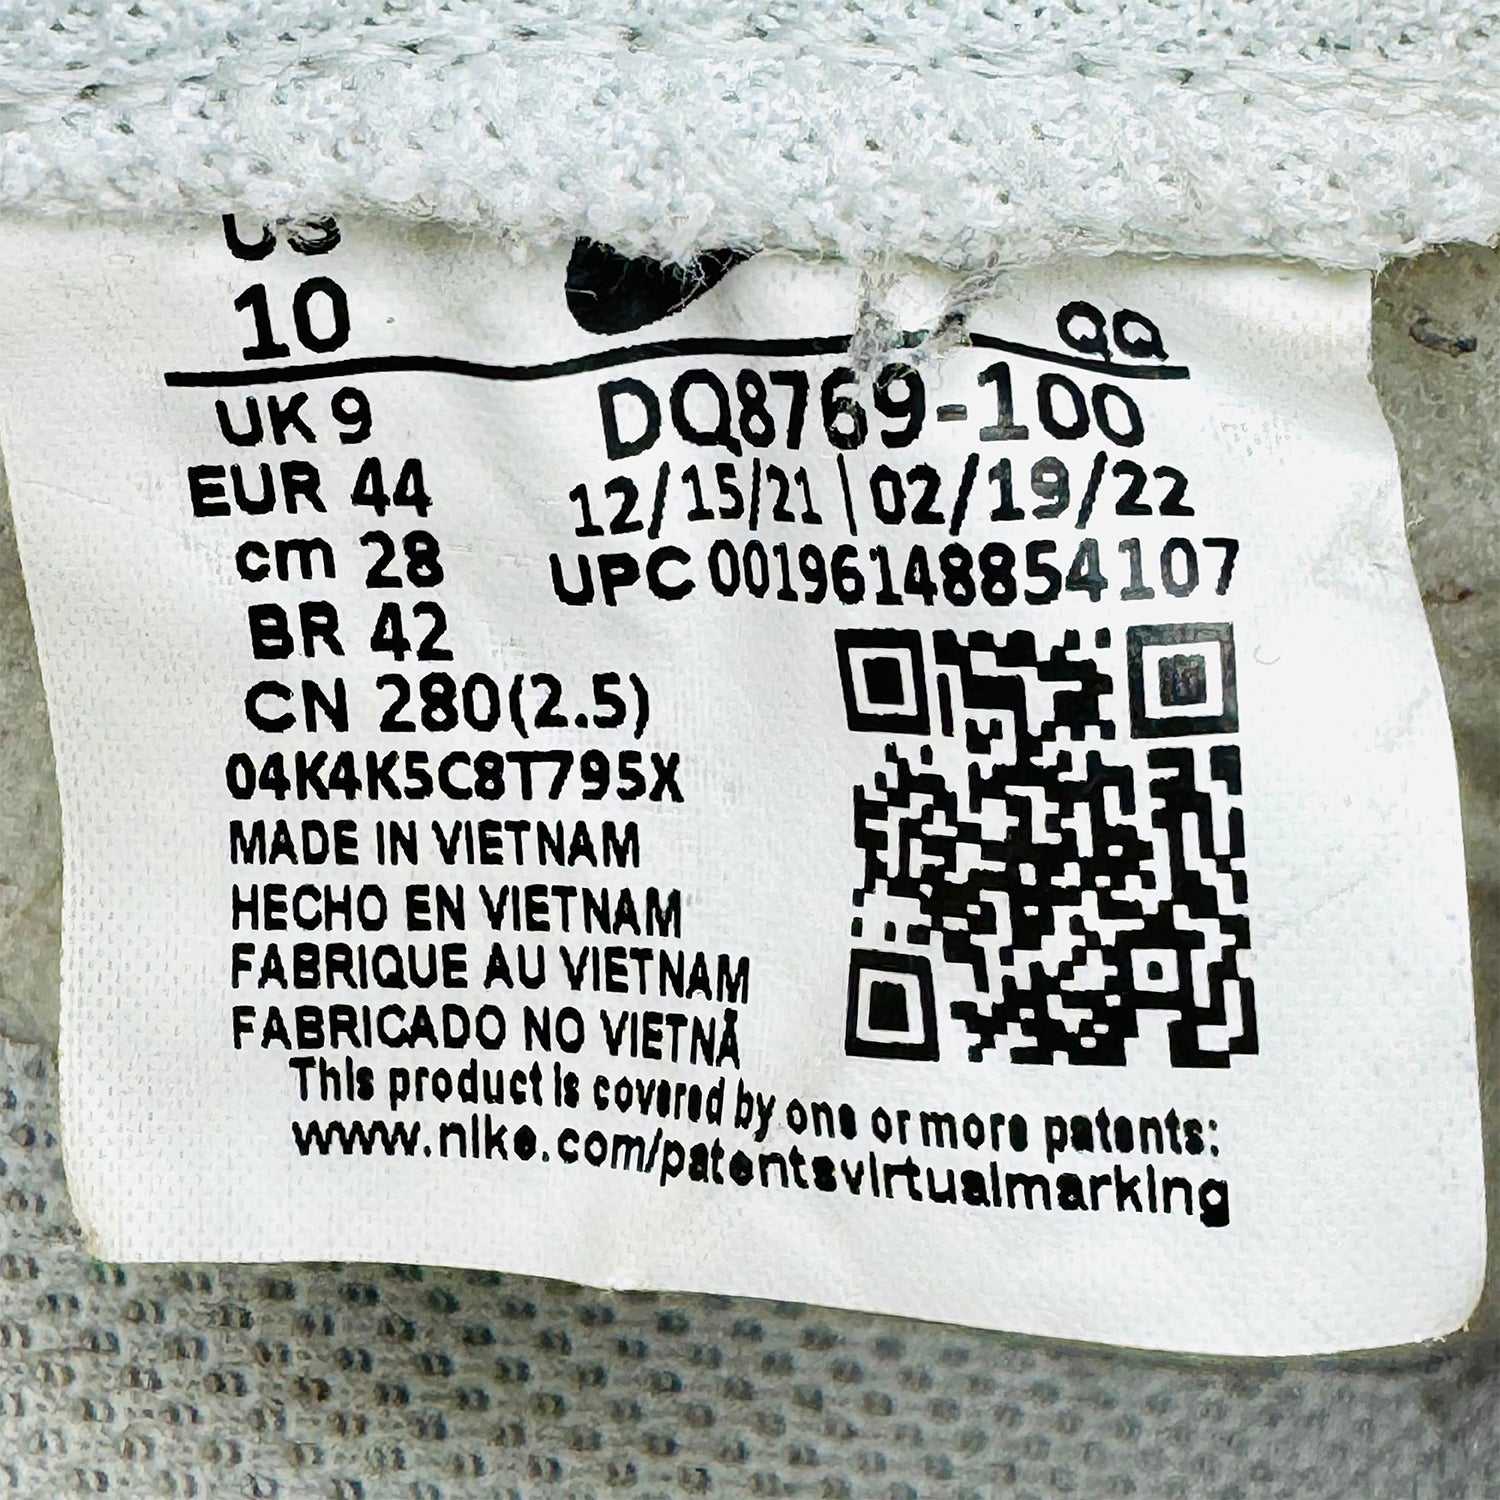 US
10
QQ
UK 9
DQ8769-100
EUR 44
12/15/21 | 02/19/22
cm 28
UPC 00196148854107
BR 42
CN 280(2.5)
04K4K5C8T795X
MADE IN VIETNAM
HECHO EN VIETNAM
FABRIQUE AU VIETNAM
FABRICADO NO VIETNÃ
This product is covered by one or more patents:
www.nike.com/patentsvirtualmarking